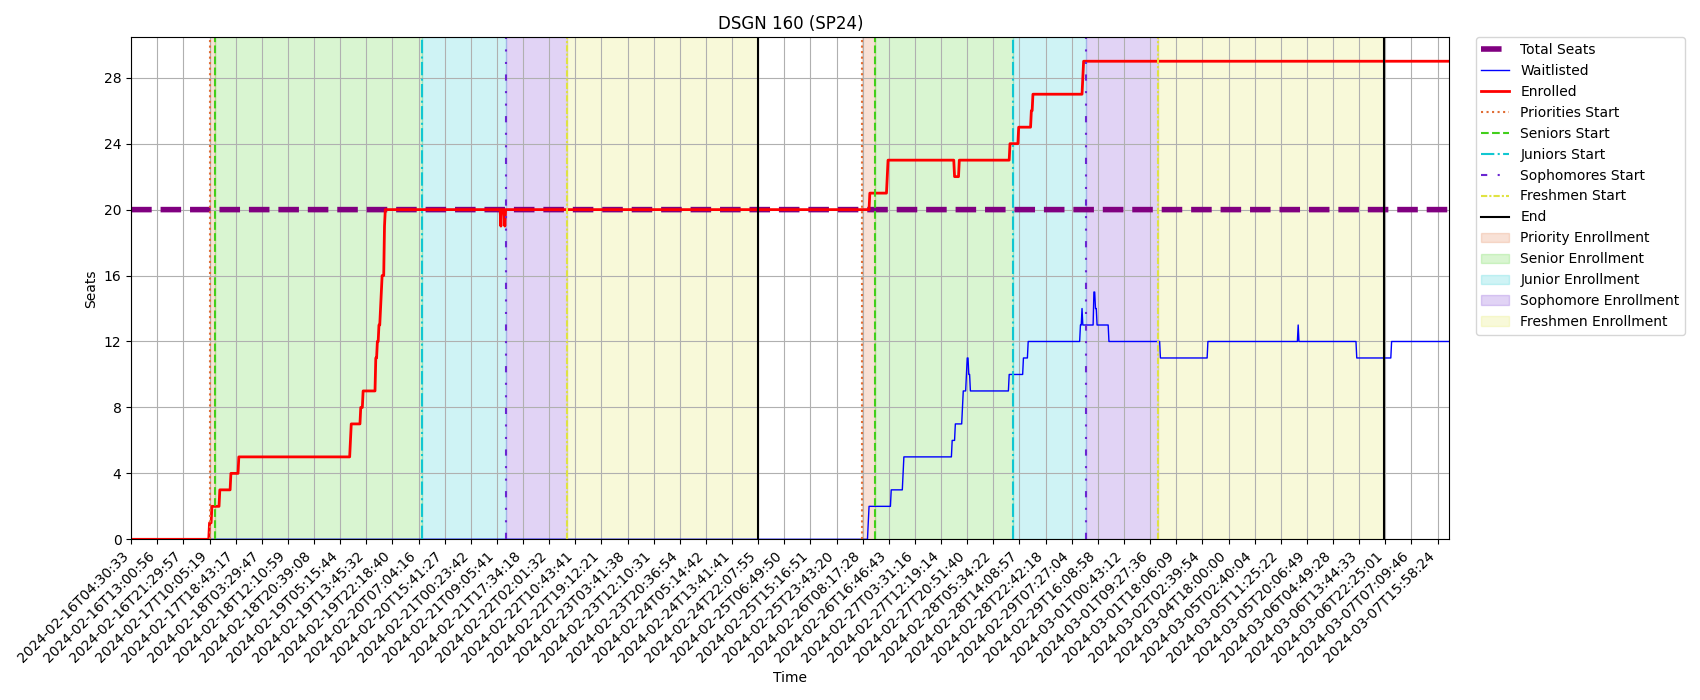 DSGN 160 (SP24)
Seats
28
24
20
16
12
8
4
0
2024-02-16T04:30:33
2024-02-16T13:00:56
2024-02-16T21:29:57
2024-02-17T10:05:19
2024-02-17T18:43:17
2024-02-18T03:29:47
2024-02-18T12:10:59
2024-02-18T20:39:08
2024-02-19T05:15:44
2024-02-19T13:45:32
2024-02-19T22:18:40
2024-02-20T07:04:16
2024-02-20T15:41:27
2024-02-21T00:23:42
2024-02-21T09:05:41
2024-02-21T17:34:18
2024-02-22T02:01:32
2024-02-22T10:43:41
2024-02-22T19:12:21
2024-02-23T03:41:38
2024-02-23T12:10:31
2024-02-23T20:36:54
2024-02-24T05:14:42
2024-02-24T13:41:41
2024-02-24T22:07:55
2024-02-25T06:49:50
2024-02-25T15:16:51
2024-02-25T23:43:20
2024-02-26T08:17:28
2024-02-26T16:46:43
2024-02-27T03:31:16
2024-02-27T12:19:14
2024-02-27T20:51:40
2024-02-28T05:34:22
2024-02-28T14:08:57
2024-02-28T22:42:18
2024-02-29T07:27:04
2024-02-29T16:08:58
2024-03-01T00:43:12
2024-03-01T09:27:36
2024-03-01T18:06:09
2024-03-02T02:39:54
2024-03-04T18:00:00
2024-03-05T02:40:04
2024-03-05T11:25:22
2024-03-05T20:06:49
2024-03-06T04:49:28
2024-03-06T13:44:33
2024-03-06T22:25:01
2024-03-07T07:09:46
2024-03-07T15:58:24
Time
Total Seats
Waitlisted
Enrolled
Priorities Start
Seniors Start
Juniors Start
Sophomores Start
Freshmen Start
End
Priority Enrollment
Senior Enrollment
Junior Enrollment
Sophomore Enrollment
Freshmen Enrollment